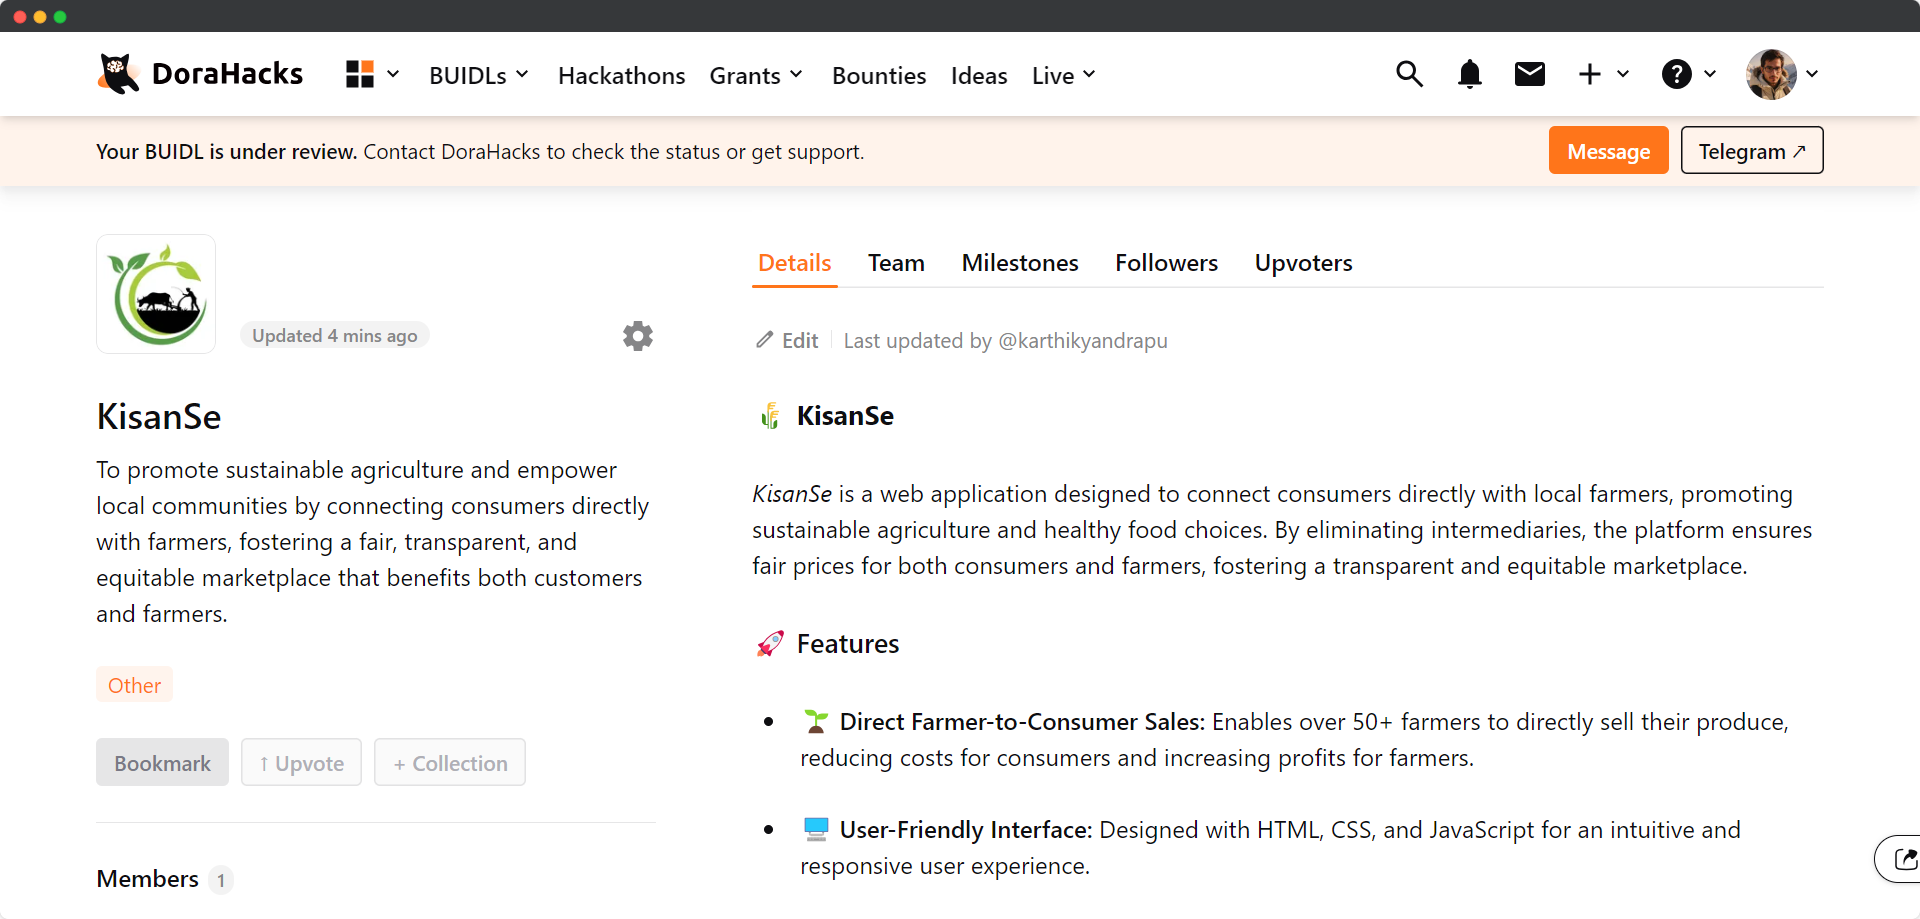 DoraHacks BUIDLs Hackathons Grants Bounties Ideas Live
Your BUIDL is under review. Contact DoraHacks to check the status or get support. Message Telegram ↗
Updated 4 mins ago
KisanSe
To promote sustainable agriculture and empower
local communities by connecting consumers directly
with farmers, fostering a fair, transparent, and
equitable marketplace that benefits both customers
and farmers.
Other
Bookmark ↑ Upvote + Collection
Members 1
Details Team Milestones Followers Upvoters
Edit Last updated by @karthikyandrapu
KisanSe
KisanSe is a web application designed to connect consumers directly with local farmers, promoting
sustainable agriculture and healthy food choices. By eliminating intermediaries, the platform ensures
fair prices for both consumers and farmers, fostering a transparent and equitable marketplace.
🚀 Features
• 🌱 Direct Farmer-to-Consumer Sales: Enables over 50+ farmers to directly sell their produce,
reducing costs for consumers and increasing profits for farmers.
• 🖥️ User-Friendly Interface: Designed with HTML, CSS, and JavaScript for an intuitive and
responsive user experience.